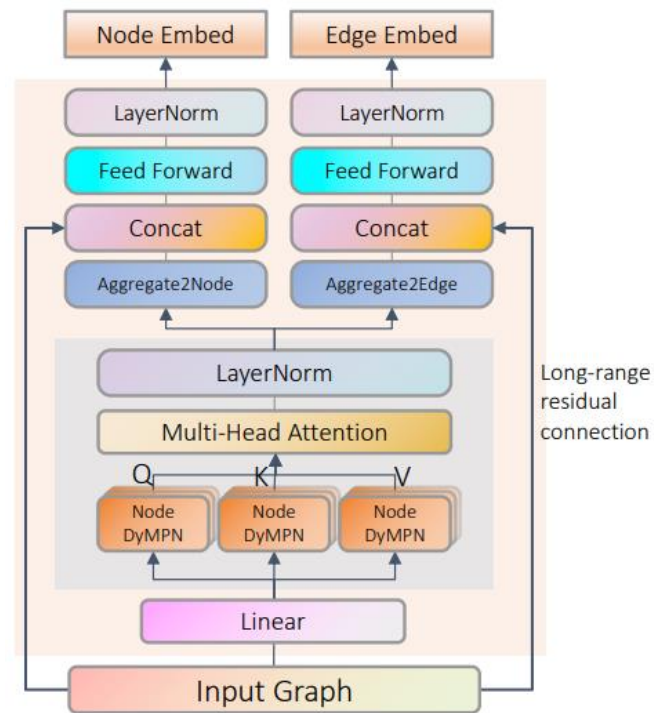 Node Embed
Edge Embed
LayerNorm
LayerNorm
Feed Forward
Feed Forward
Concat
Concat
Aggregate2Node
Aggregate2Edge
LayerNorm
Long-range
residual
connection
Multi-Head Attention
Q
K
V
Node
DyMPN
Node
DyMPN
Node
DyMPN
Linear
Input Graph